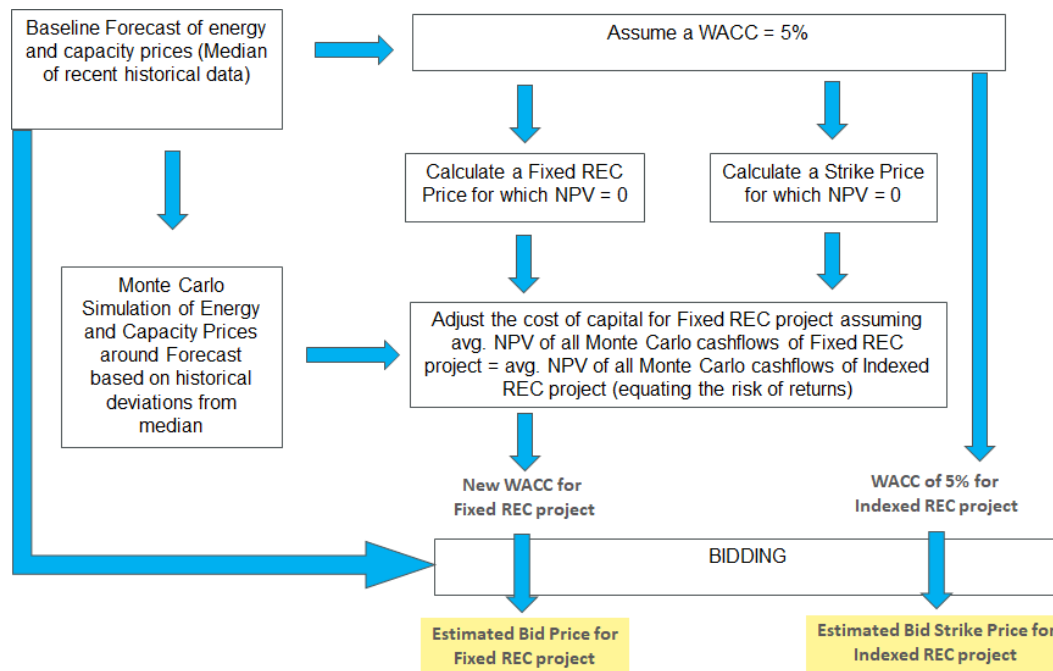 Baseline Forecast of energy
and capacity prices (Median
of recent historical data)
Assume a WACC = 5%
Calculate a Fixed REC
Price for which NPV = 0
Calculate a Strike Price
for which NPV = 0
Monte Carlo
Simulation of Energy
and Capacity Prices
around Forecast
based on historical
deviations from
median
Adjust the cost of capital for Fixed REC project assuming
avg. NPV of all Monte Carlo cashflows of Fixed REC
project = avg. NPV of all Monte Carlo cashflows of Indexed
REC project (equating the risk of returns)
New WACC for
Fixed REC project
WACC of 5% for
Indexed REC project
BIDDING
Estimated Bid Price for
Fixed REC project
Estimated Bid Strike Price for
Indexed REC project